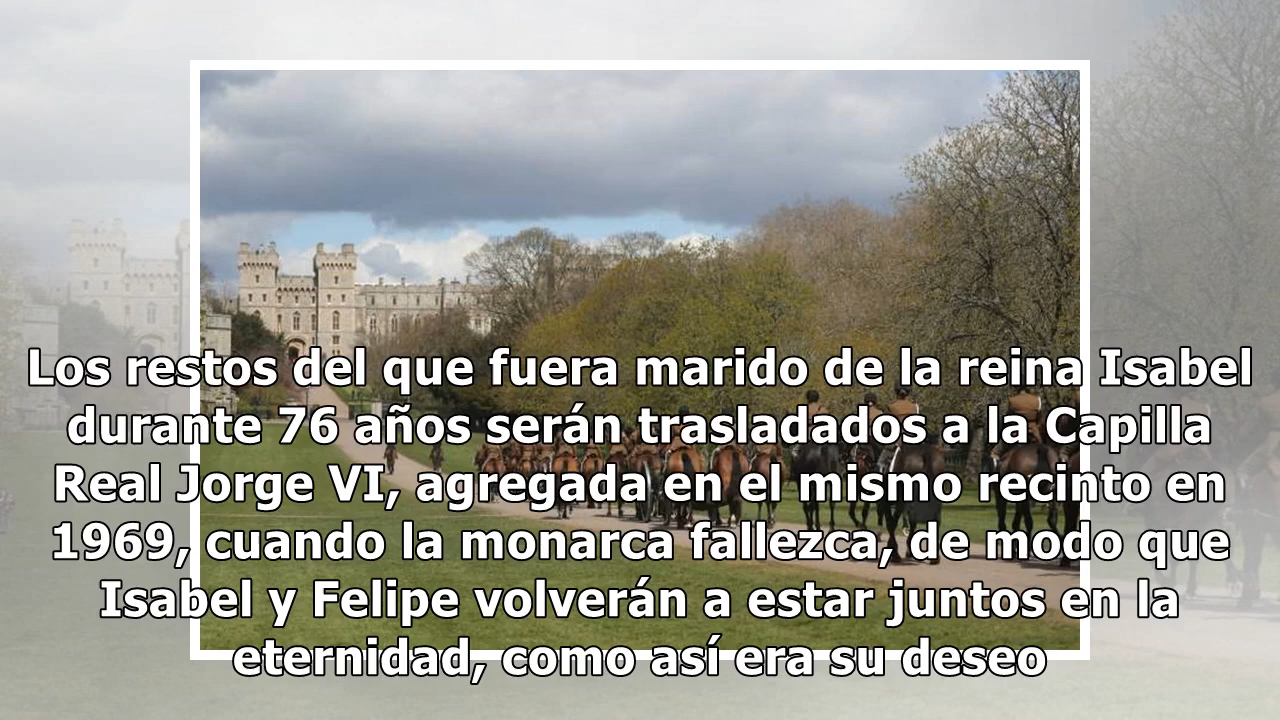 Los restos del que fuera marido de la reina Isabel
durante 76 años serán trasladados a la Capilla
Real Jorge VI, agregada en el mismo recinto en
1969, cuando la monarca fallezca, de modo que
Isabel y Felipe volverán a estar juntos en la
eternidad, como así era su deseo